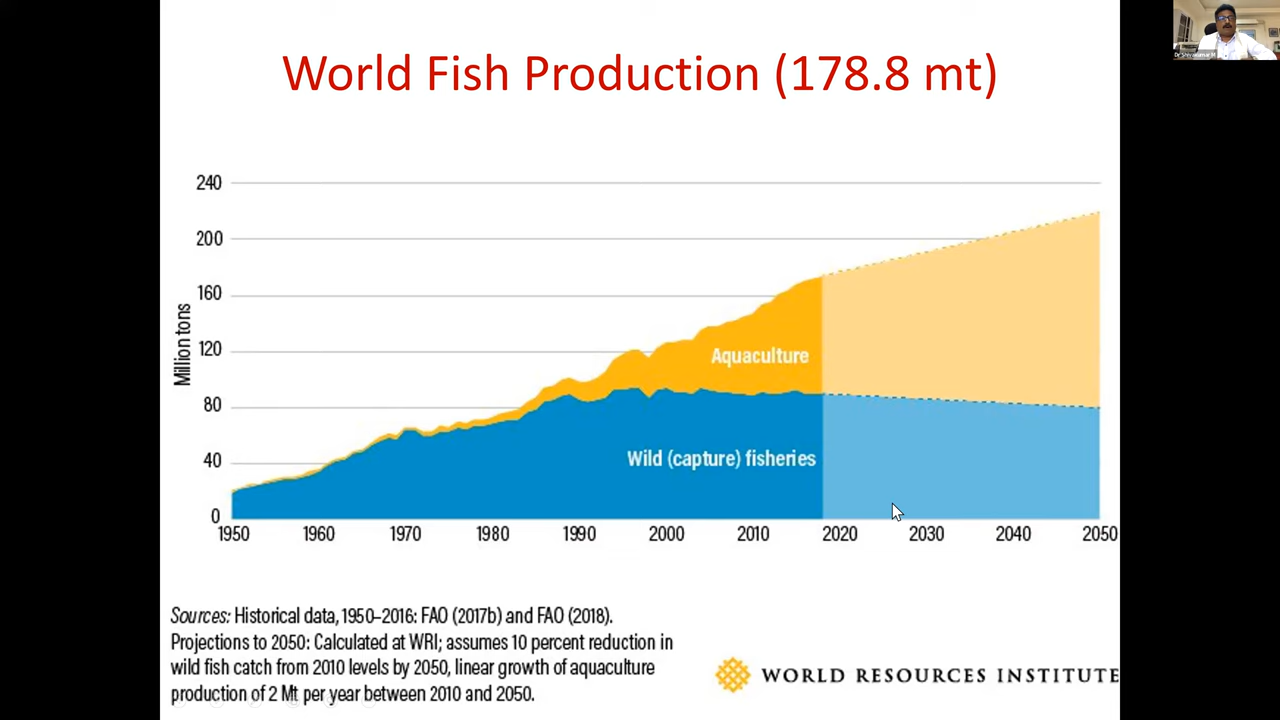 World Fish Production (178.8 mt)
Dr Shivakumar M
240
200
160
120
80
40
0
Million tons
Aquaculture
Wild (capture) fisheries
1950 1960 1970 1980 1990 2000 2010 2020 2030 2040 2050
Sources: Historical data, 1950–2016: FAO (2017b) and FAO (2018).
Projections to 2050: Calculated at WRI; assumes 10 percent reduction in
wild fish catch from 2010 levels by 2050, linear growth of aquaculture
production of 2 Mt per year between 2010 and 2050.
WORLD RESOURCES INSTITUTE